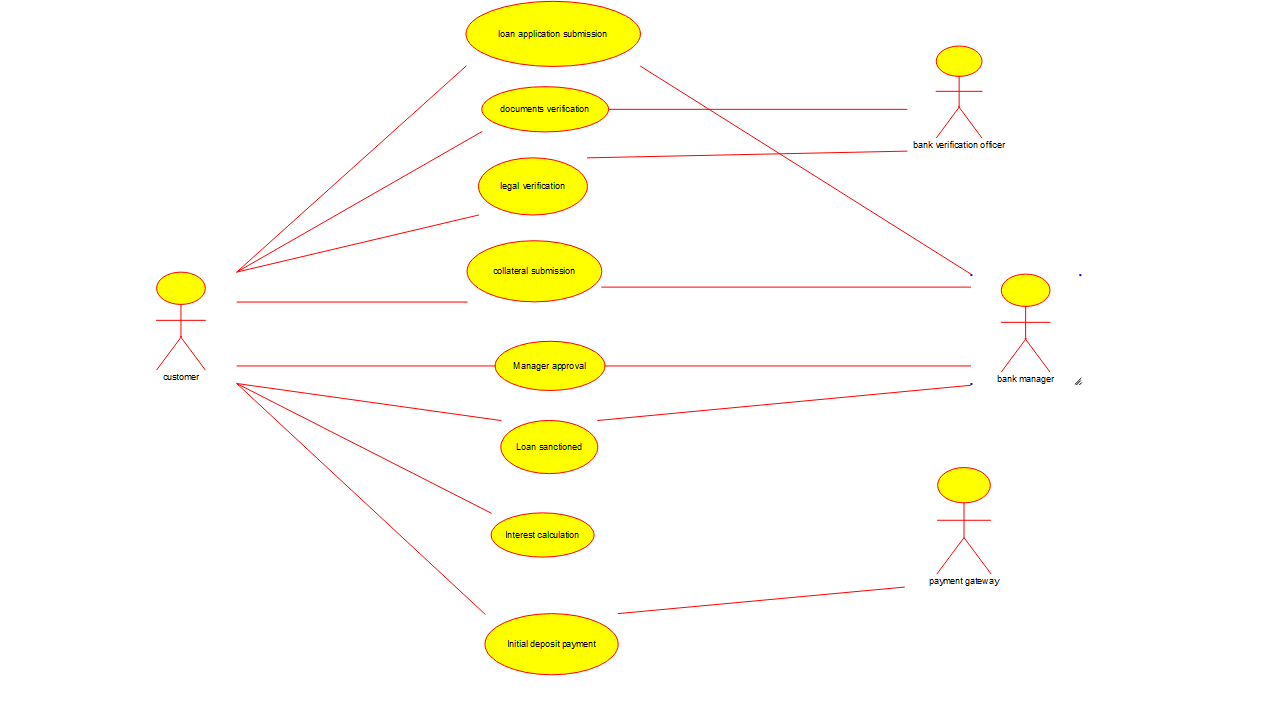 loan application submission
documents verification
bank verification officer
legal verification
collateral submission
Manager approval
customer
bank manager
Loan sanctioned
Interest calculation
payment gateway
Initial deposit payment